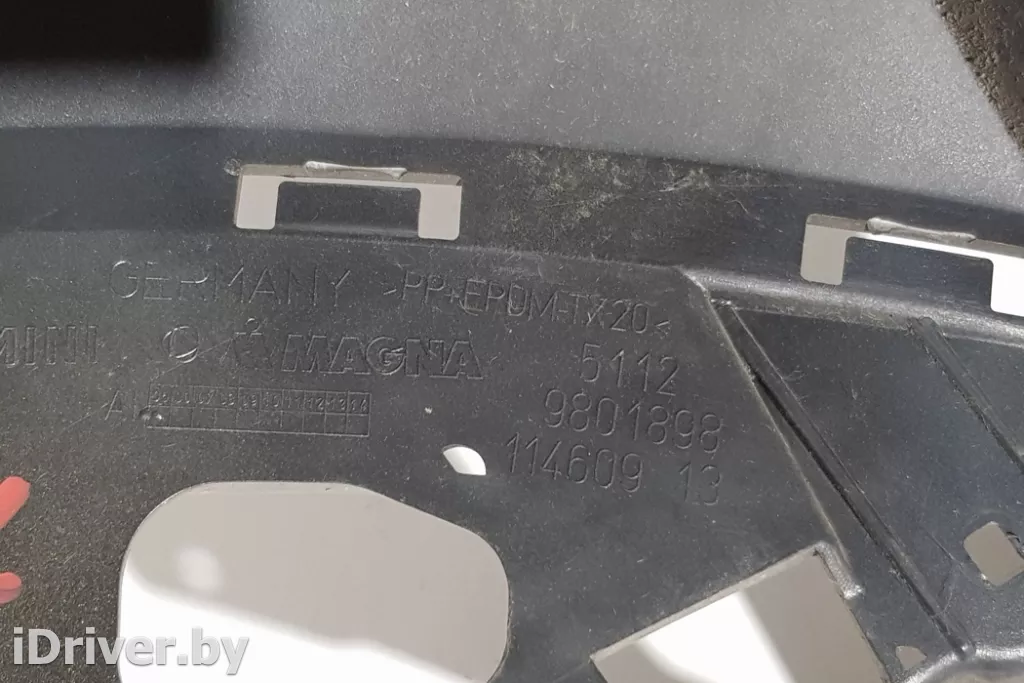 GERMANY >PP+EPDM-TX20<
MINI MAGNA 5112
A 9801898
114609 13
iDriver.by